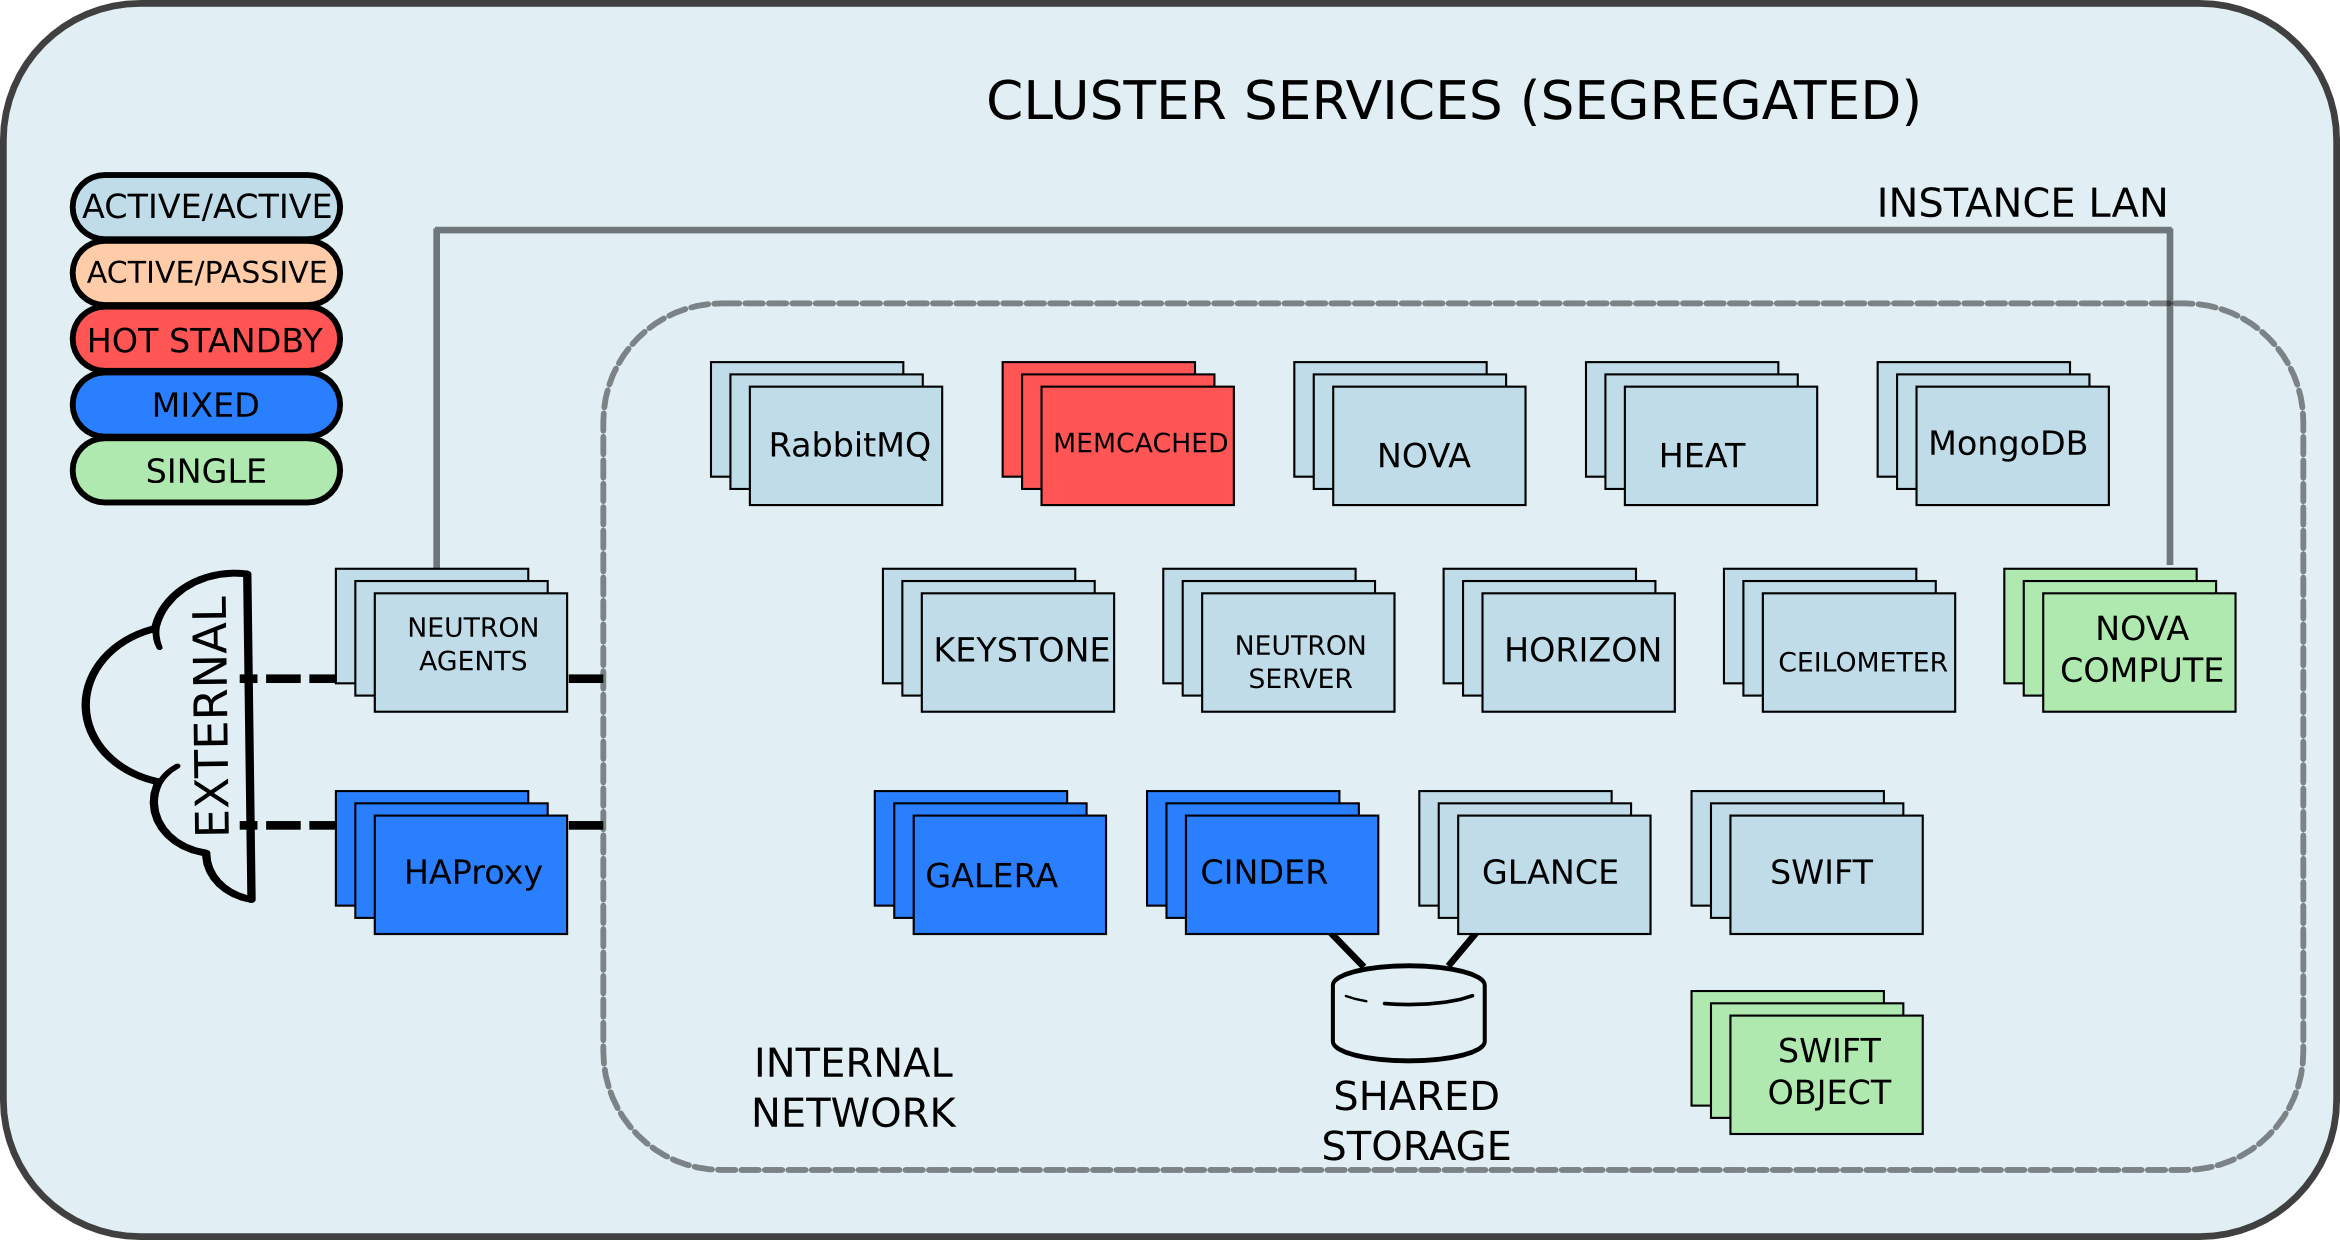 CLUSTER SERVICES (SEGREGATED)
INSTANCE LAN
ACTIVE/ACTIVE
ACTIVE/PASSIVE
HOT STANDBY
MIXED
SINGLE
RabbitMQ
MEMCACHED
NOVA
HEAT
MongoDB
EXTERNAL
NEUTRON
AGENTS
KEYSTONE
NEUTRON
SERVER
HORIZON
CEILOMETER
NOVA
COMPUTE
HAProxy
GALERA
CINDER
GLANCE
SWIFT
INTERNAL
NETWORK
SHARED
STORAGE
SWIFT
OBJECT